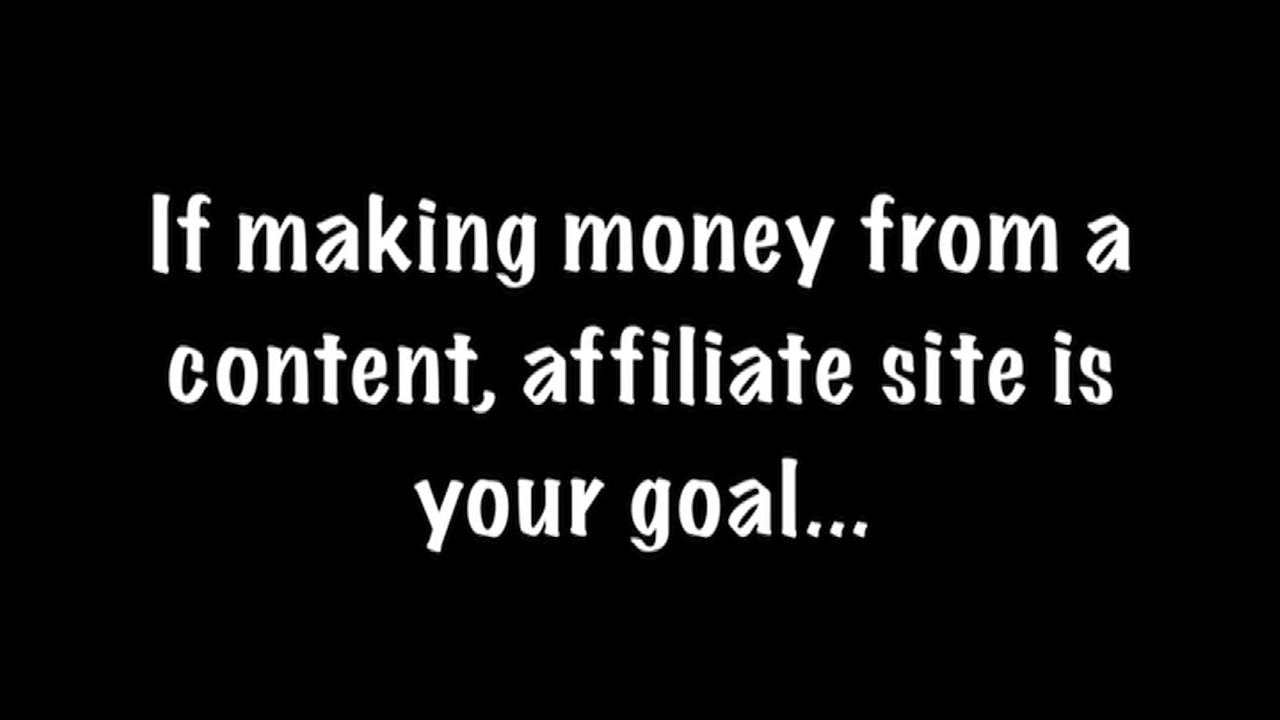 If making money from a
content, affiliate site is
your goal...